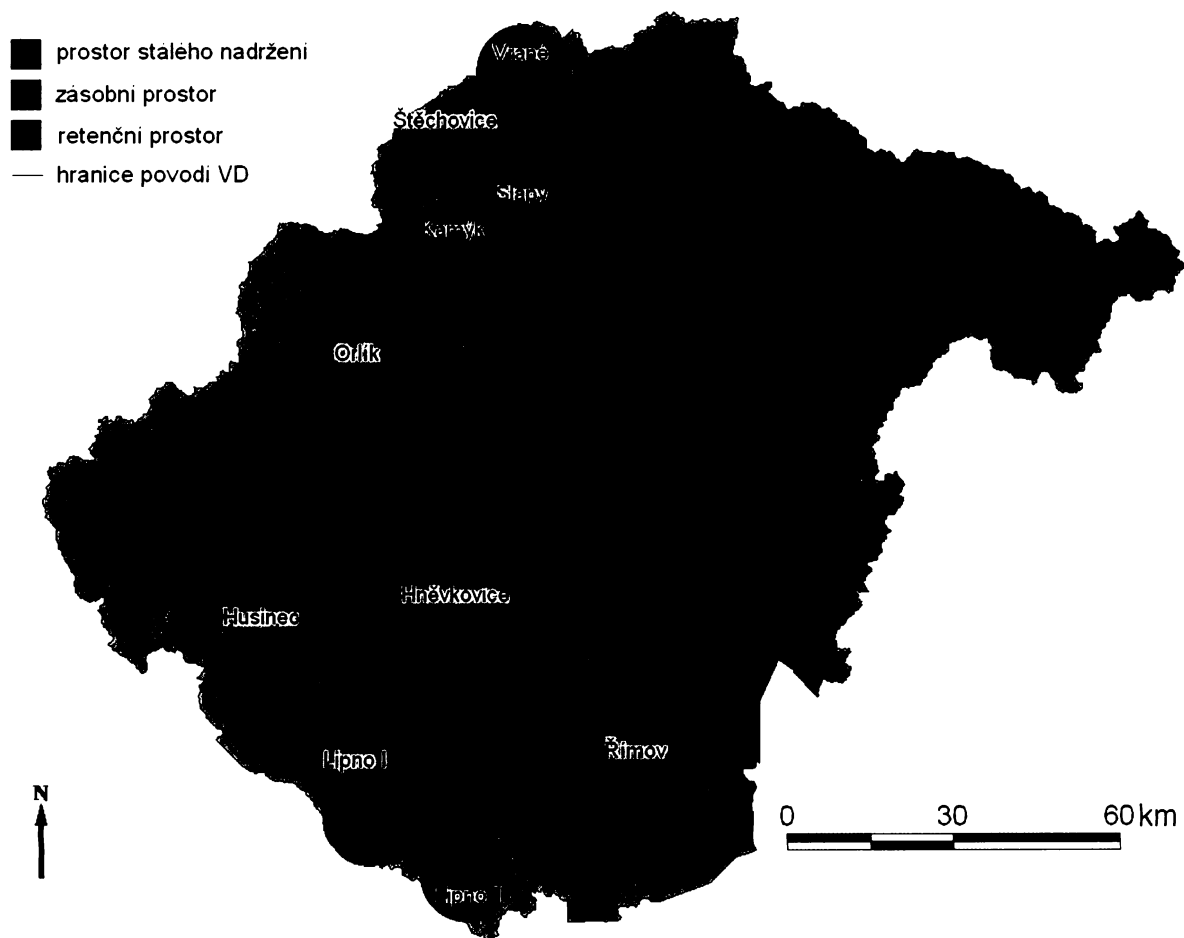 prostor stálého nadržení
zásobní prostor
retenční prostor
hranice povodí VD
Vrané
Štěchovice
Slapy
Kamýk
Orlík
Hněvkovice
Husinec
Římov
Lipno I
N
0 30 60 km